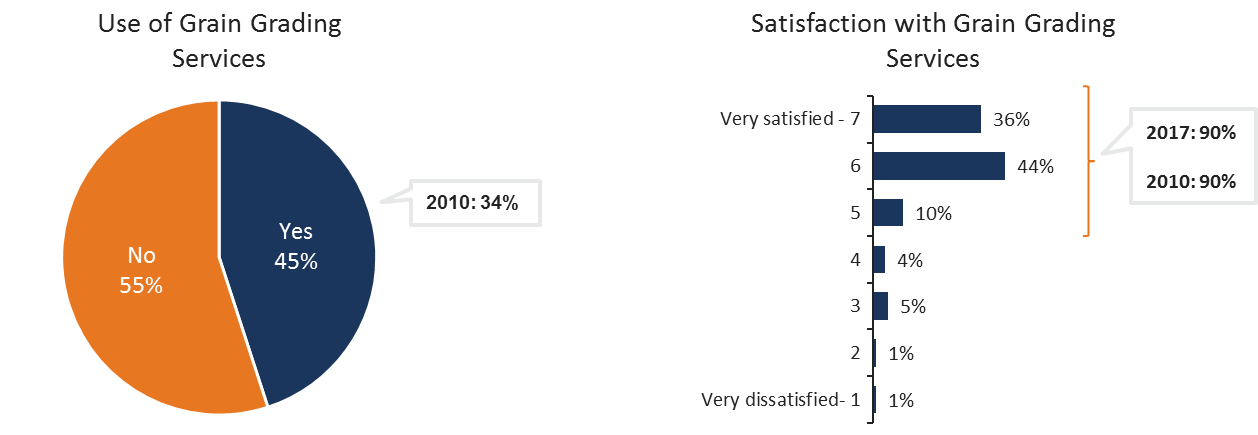 Use of Grain Grading
Services
Yes
45%
No
55%
2010: 34%
Satisfaction with Grain Grading
Services
Very satisfied - 7
36%
6
44%
5
10%
4
4%
3
5%
2
1%
Very dissatisfied- 1
1%
2017: 90%
2010: 90%